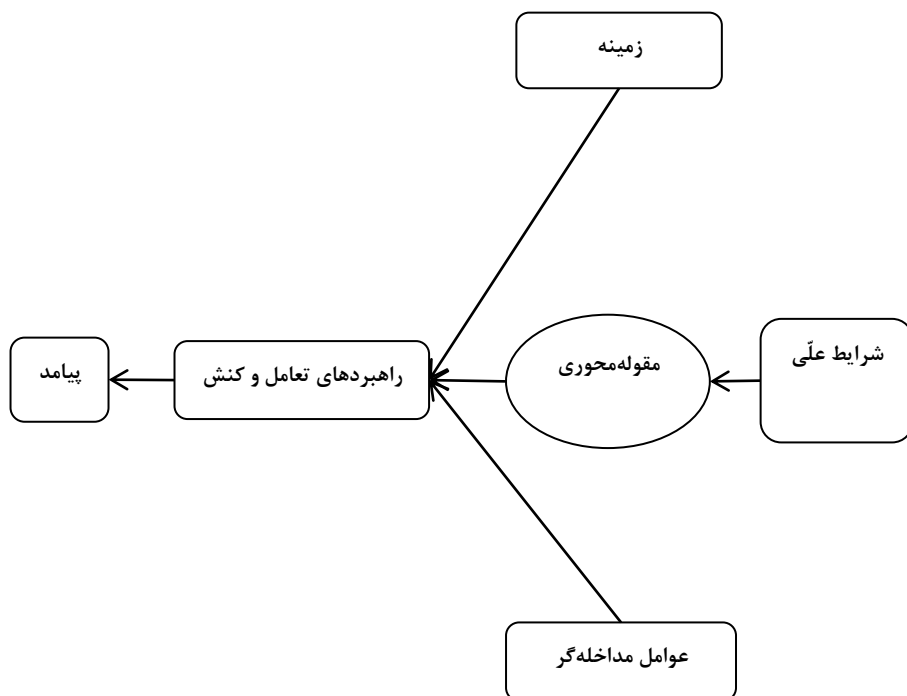 زمینه
شرایط علّی
مقوله‌محوری
راهبردهای تعامل و کنش
پیامد
عوامل مداخله‌گر